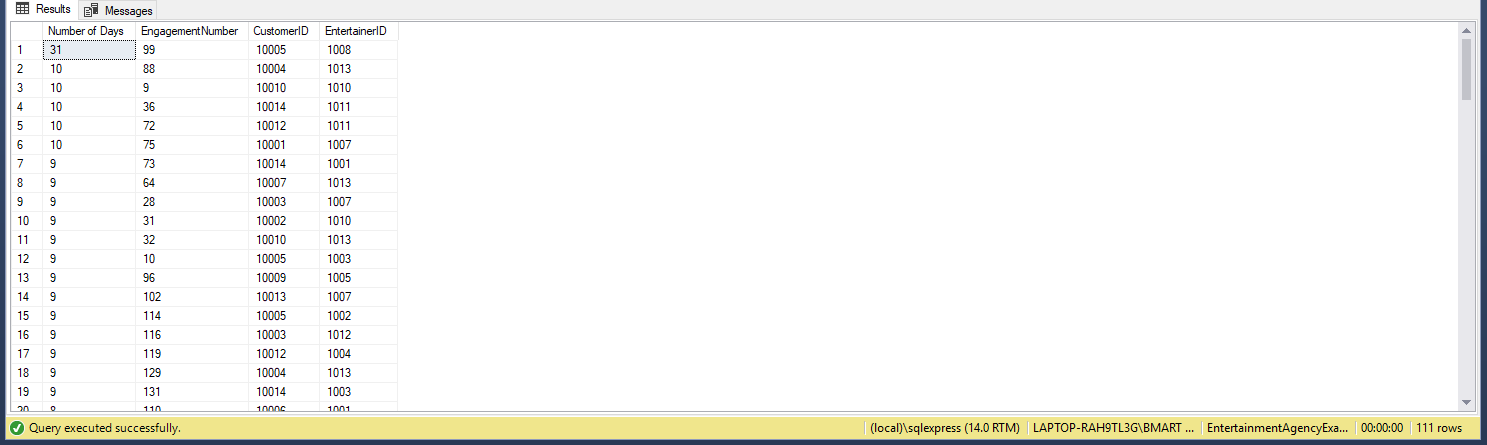 Results Messages
Number of Days EngagementNumber CustomerID EntertainerID
1 31 99 10005 1008
2 10 88 10004 1013
3 10 9 10010 1010
4 10 36 10014 1011
5 10 72 10012 1011
6 10 75 10001 1007
7 9 73 10014 1001
8 9 64 10007 1013
9 9 28 10003 1007
10 9 31 10002 1010
11 9 32 10010 1013
12 9 10 10005 1003
13 9 96 10009 1005
14 9 102 10013 1007
15 9 114 10005 1002
16 9 116 10003 1012
17 9 119 10012 1004
18 9 129 10004 1013
19 9 131 10014 1003
20 8 110 10006 1001
Query executed successfully. (local)\sqlexpress (14.0 RTM) LAPTOP-RAH9TL3G\BMART ... EntertainmentAgencyExa... 00:00:00 111 rows